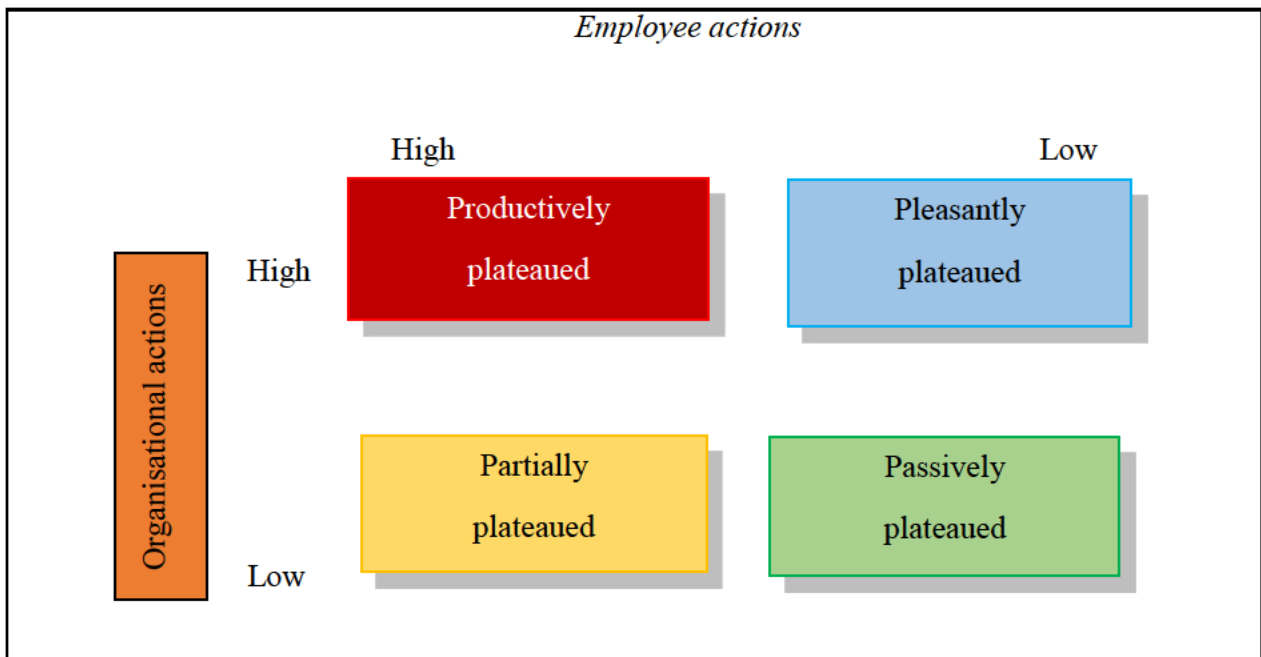 Employee actions
High
Low
Productively
plateaued
Pleasantly
plateaued
High
Organisational actions
Partially
plateaued
Passively
plateaued
Low